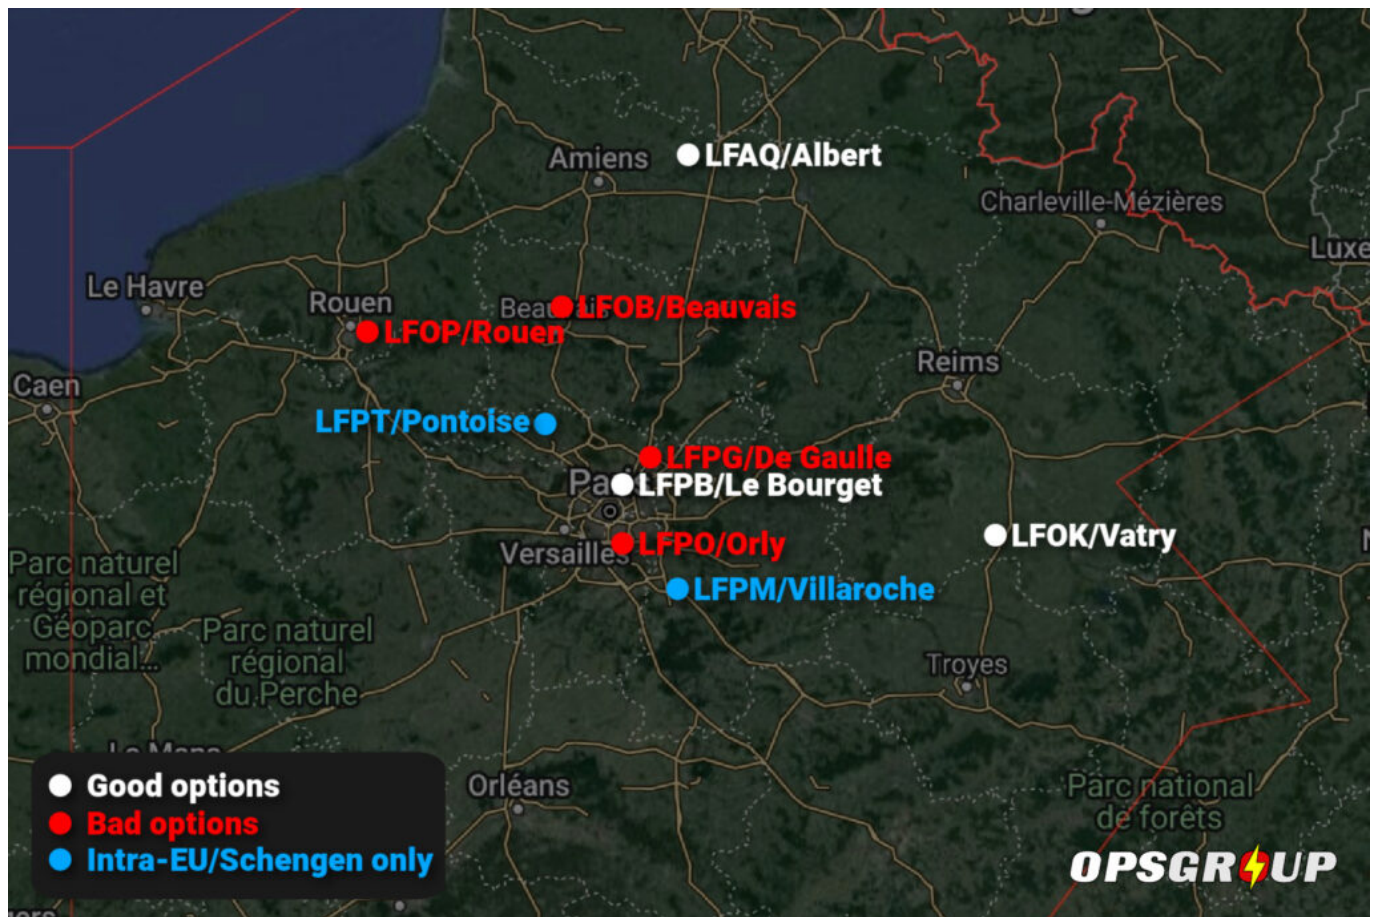 Amiens
LFAQ/Albert
Charleville-Mézières
Luxe
Le Havre
Rouen
LFOB/Beauvais
LFOP/Rouen
Reims
Caen
LFPT/Pontoise
LFPG/De Gaulle
LFPB/Le Bourget
LFOK/Vatry
LFPO/Orly
Versailles
Parc naturel
régional et
Géoparc
mondial...
LFPM/Villaroche
Parc naturel
régional
du Perche
Troyes
Le Mans
Orléans
Parc national
de forêts
Good options
Bad options
Intra-EU/Schengen only
OPSGROUP